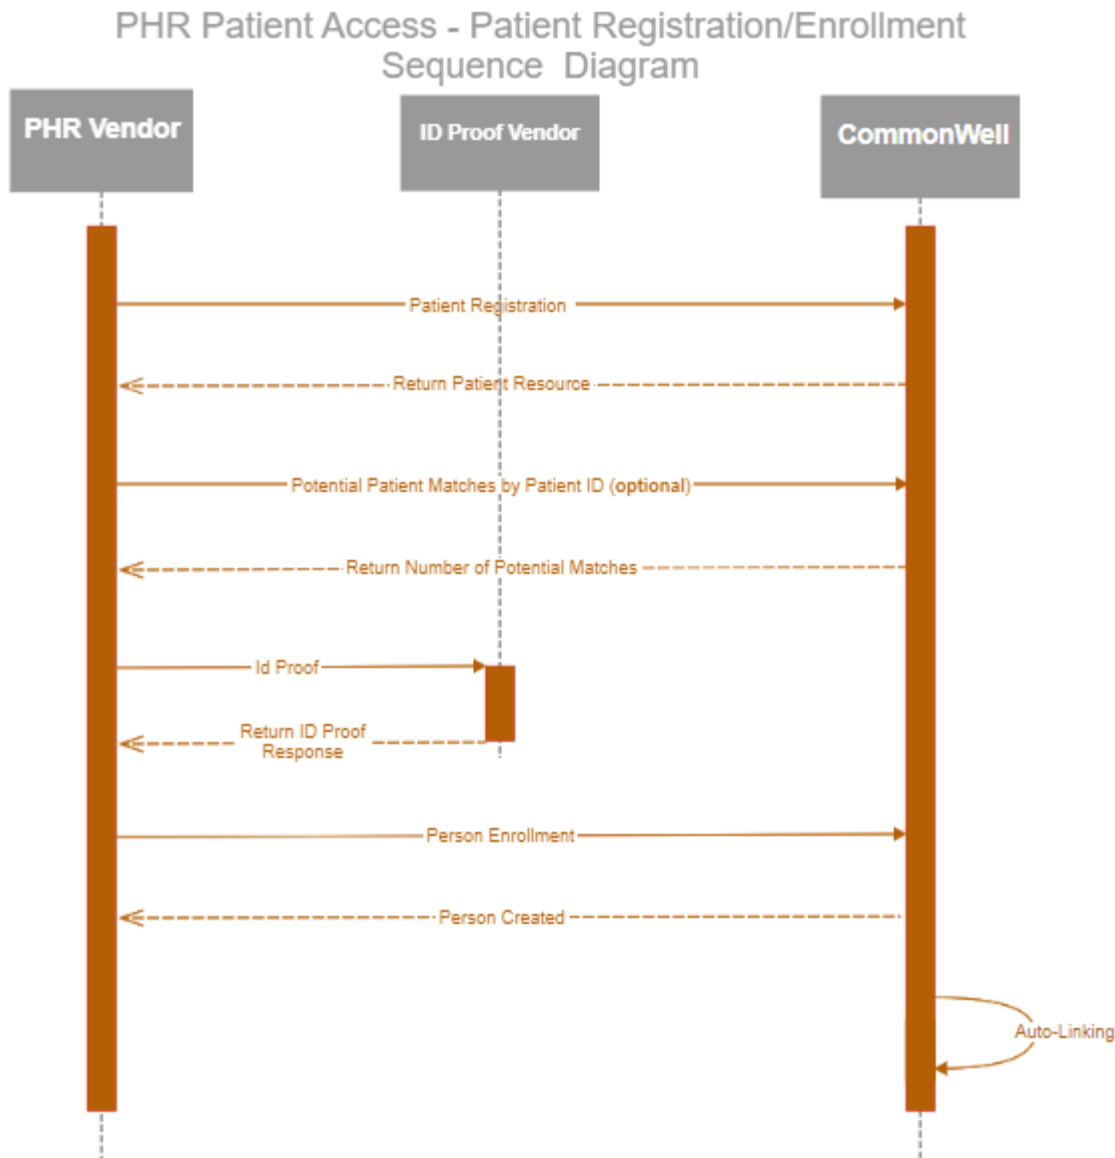 PHR Patient Access - Patient Registration/Enrollment
Sequence Diagram
PHR Vendor
ID Proof Vendor
CommonWell
Patient Registration
Return Patient Resource
Potential Patient Matches by Patient ID (optional)
Return Number of Potential Matches
Id Proof
Return ID Proof
Response
Person Enrollment
Person Created
Auto-Linking